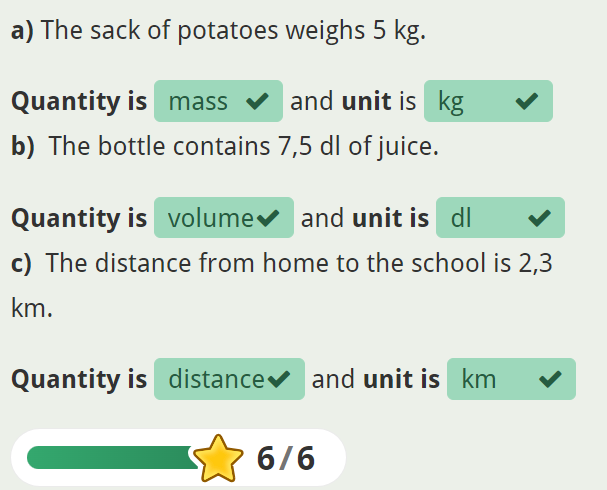 a) The sack of potatoes weighs 5 kg.
Quantity is mass ✔ and unit is kg ✔
b) The bottle contains 7,5 dl of juice.
Quantity is volume ✔ and unit is dl ✔
c) The distance from home to the school is 2,3
km.
Quantity is distance ✔ and unit is km ✔
6/6